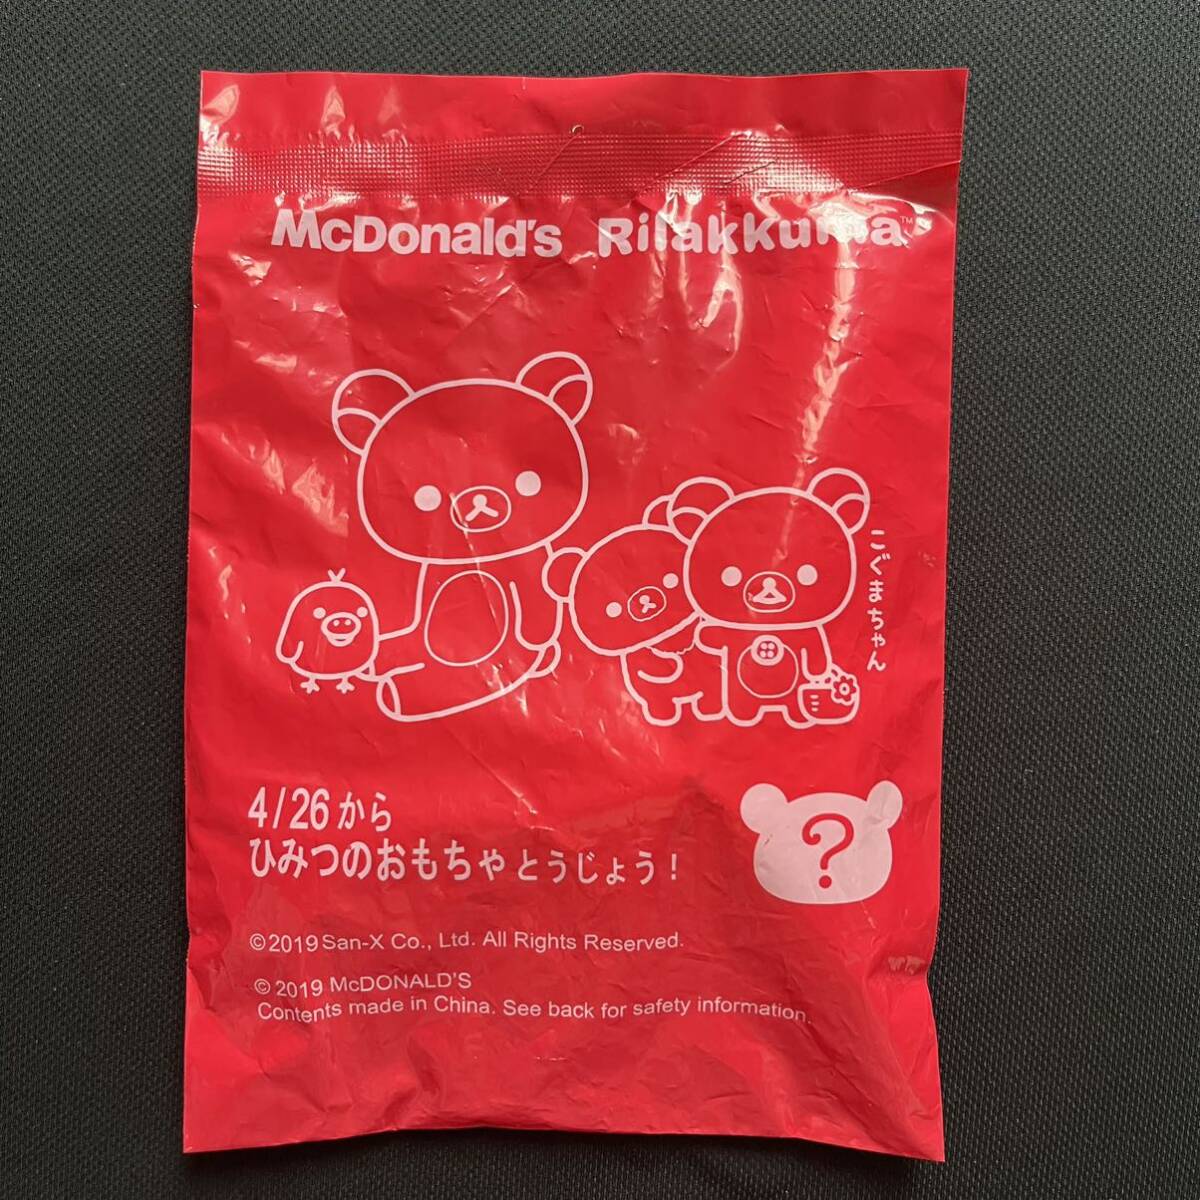 McDonald's Rilakkuma™
こぐまちゃん
4/26から
ひみつのおもちゃとうじょう!
?
©2019 San-X Co., Ltd. All Rights Reserved.
© 2019 McDONALD'S
Contents made in China. See back for safety information.